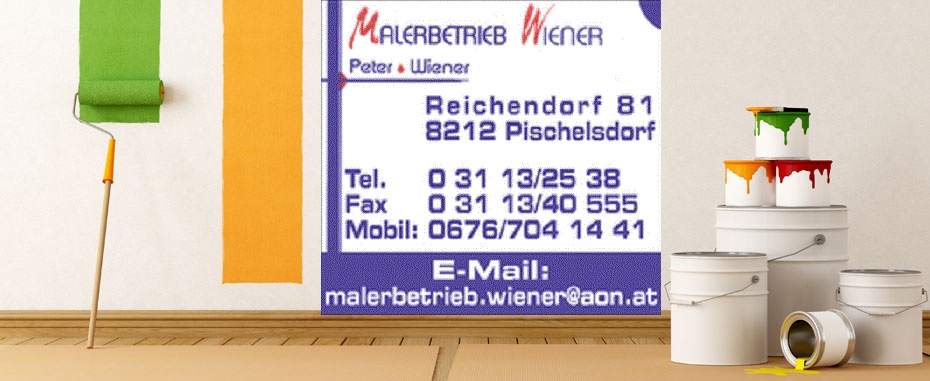 MALERBETRIEB WIENER
Peter Wiener
Reichendorf 81
8212 Pischelsdorf
Tel. 0 31 13/25 38
Fax 0 31 13/40 555
Mobil: 0676/704 14 41
E-Mail:
malerbetrieb.wiener@aon.at